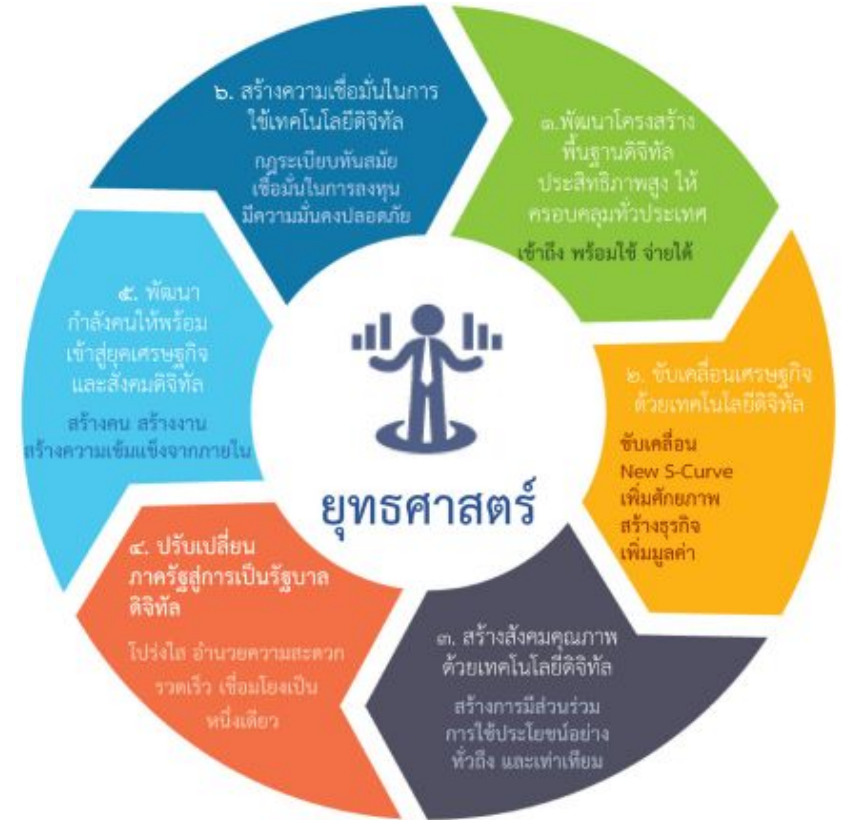 ๖. สร้างความเชื่อมั่นในการ
ใช้เทคโนโลยีดิจิทัล
กฎระเบียบทันสมัย
เชื่อมั่นในการลงทุน
มีความมั่นคงปลอดภัย
๑.พัฒนาโครงสร้าง
พื้นฐานดิจิทัล
ประสิทธิภาพสูง ให้
ครอบคลุมทั่วประเทศ
เข้าถึง พร้อมใช้ จ่ายได้
๒. ขับเคลื่อนเศรษฐกิจ
ด้วยเทคโนโลยีดิจิทัล
ขับเคลื่อน
New S-Curve
เพิ่มศักยภาพ
สร้างธุรกิจ
เพิ่มมูลค่า
๓. สร้างสังคมคุณภาพ
ด้วยเทคโนโลยีดิจิทัล
สร้างการมีส่วนร่วม
การใช้ประโยชน์อย่าง
ทั่วถึง และเท่าเทียม
๔. ปรับเปลี่ยน
ภาครัฐสู่การเป็นรัฐบาล
ดิจิทัล
โปร่งใส อำนวยความสะดวก
รวดเร็ว เชื่อมโยงเป็น
หนึ่งเดียว
๕. พัฒนา
กำลังคนให้พร้อม
เข้าสู่ยุคเศรษฐกิจ
และสังคมดิจิทัล
สร้างคน สร้างงาน
สร้างความเข้มแข็งจากภายใน
ยุทธศาสตร์